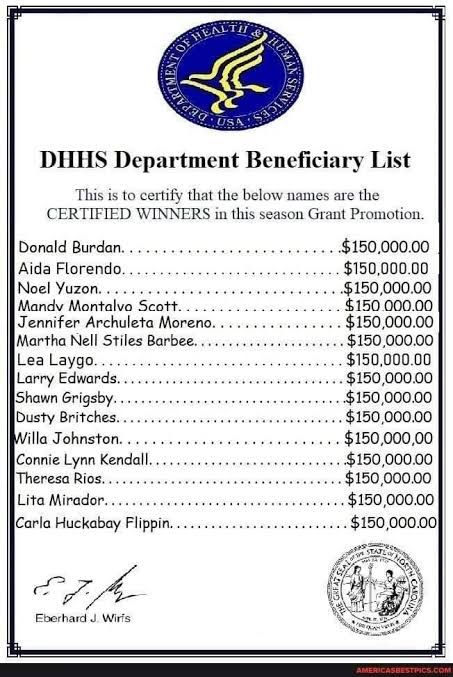 DEPARTMENT OF HEALTH & HUMAN SERVICES · USA
DHHS Department Beneficiary List
This is to certify that the below names are the
CERTIFIED WINNERS in this season Grant Promotion.
Donald Burdan. . . . . . . . . . . . . . . . . . . . . . . . . .$150,000.00
Aida Florendo. . . . . . . . . . . . . . . . . . . . . . . . . . $150,000.00
Noel Yuzon. . . . . . . . . . . . . . . . . . . . . . . . . . . .$150,000.00
Mandy Montalvo Scott. . . . . . . . . . . . . . . . . . . $150 000.00
Jennifer Archuleta Moreno. . . . . . . . . . . . . . . $150,000.00
Martha Nell Stiles Barbee. . . . . . . . . . . . . . . . . $150,000.00
Lea Laygo. . . . . . . . . . . . . . . . . . . . . . . . . . . . . $150,000.00
Larry Edwards. . . . . . . . . . . . . . . . . . . . . . . . . . $150,000.00
Shawn Grigsby. . . . . . . . . . . . . . . . . . . . . . . . . .$150,000.00
Dusty Britches. . . . . . . . . . . . . . . . . . . . . . . . . . $150,000.00
Willa Johnston. . . . . . . . . . . . . . . . . . . . . . . . . . $150,000,00
Connie Lynn Kendall. . . . . . . . . . . . . . . . . . . . . .$150,000.00
Theresa Rios. . . . . . . . . . . . . . . . . . . . . . . . . . . $150,000.00
Lita Mirador. . . . . . . . . . . . . . . . . . . . . . . . . . . $150,000.00
Carla Huckabay Flippin. . . . . . . . . . . . . . . . . . . . $150,000.00
Eberhard J. Wirfs
THE GREAT SEAL OF THE STATE OF NORTH CAROLINA
AMERICASBESTPICS.COM